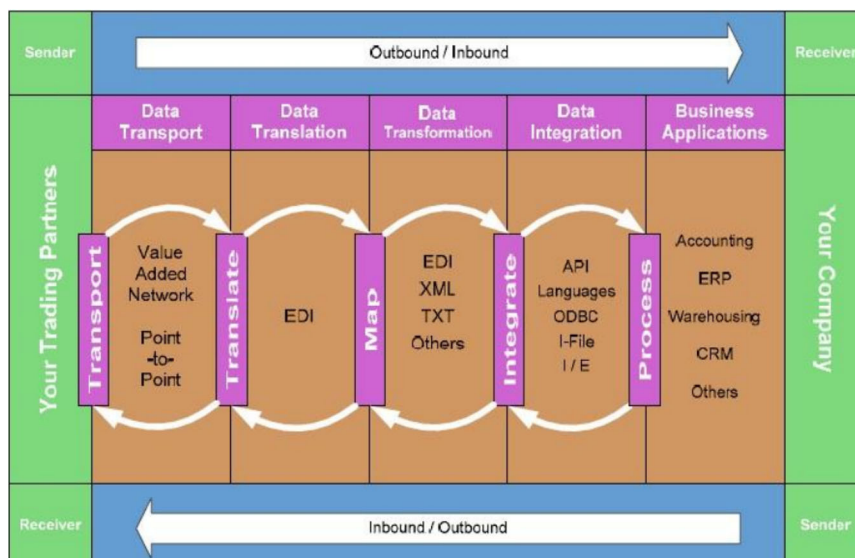 Sender
Outbound / Inbound
Receiver
Your Trading Partners
Data
Transport
Data
Translation
Data
Transformation
Data
Integration
Business
Applications
Your Company
Transport
Value
Added
Network
Point
-to-
Point
Translate
EDI
Map
EDI
XML
TXT
Others
Integrate
API
Languages
ODBC
I-File
I / E
Process
Accounting
ERP
Warehousing
CRM
Others
Receiver
Inbound / Outbound
Sender